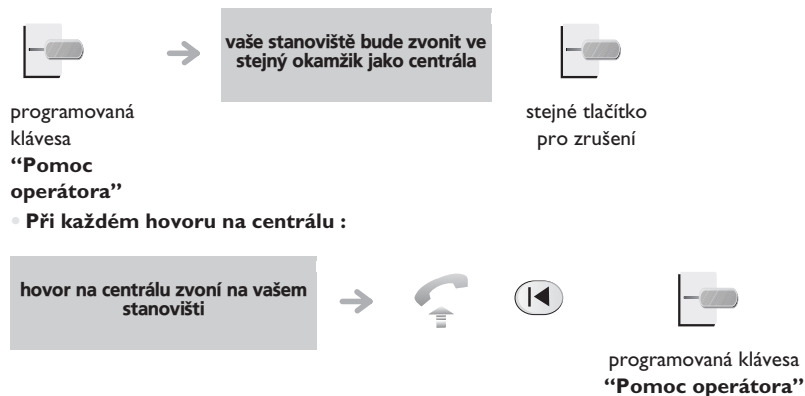 vaše stanoviště bude zvonit ve
stejný okamžik jako centrála
programovaná
klávesa
“Pomoc
operátora”
stejné tlačítko
pro zrušení
• Při každém hovoru na centrálu :
hovor na centrálu zvoní na vašem
stanovišti
programovaná klávesa
“Pomoc operátora”